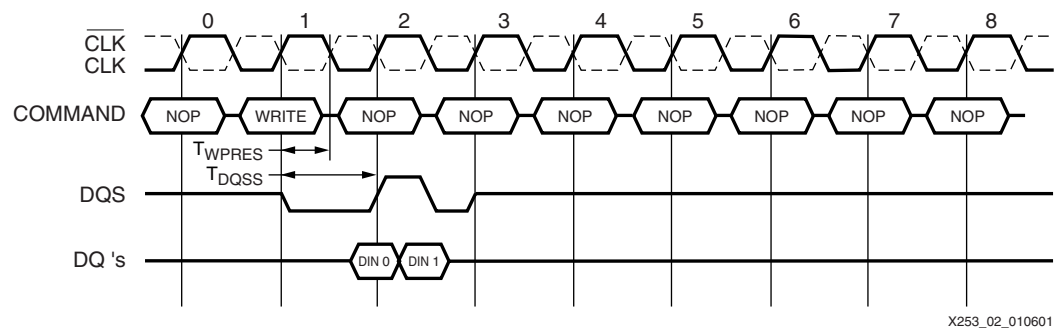 0 1 2 3 4 5 6 7 8
CLK
CLK
COMMAND NOP WRITE NOP NOP NOP NOP NOP NOP NOP
TWPRES
TDQSS
DQS
DQ 's DIN 0 DIN 1
X253_02_010601